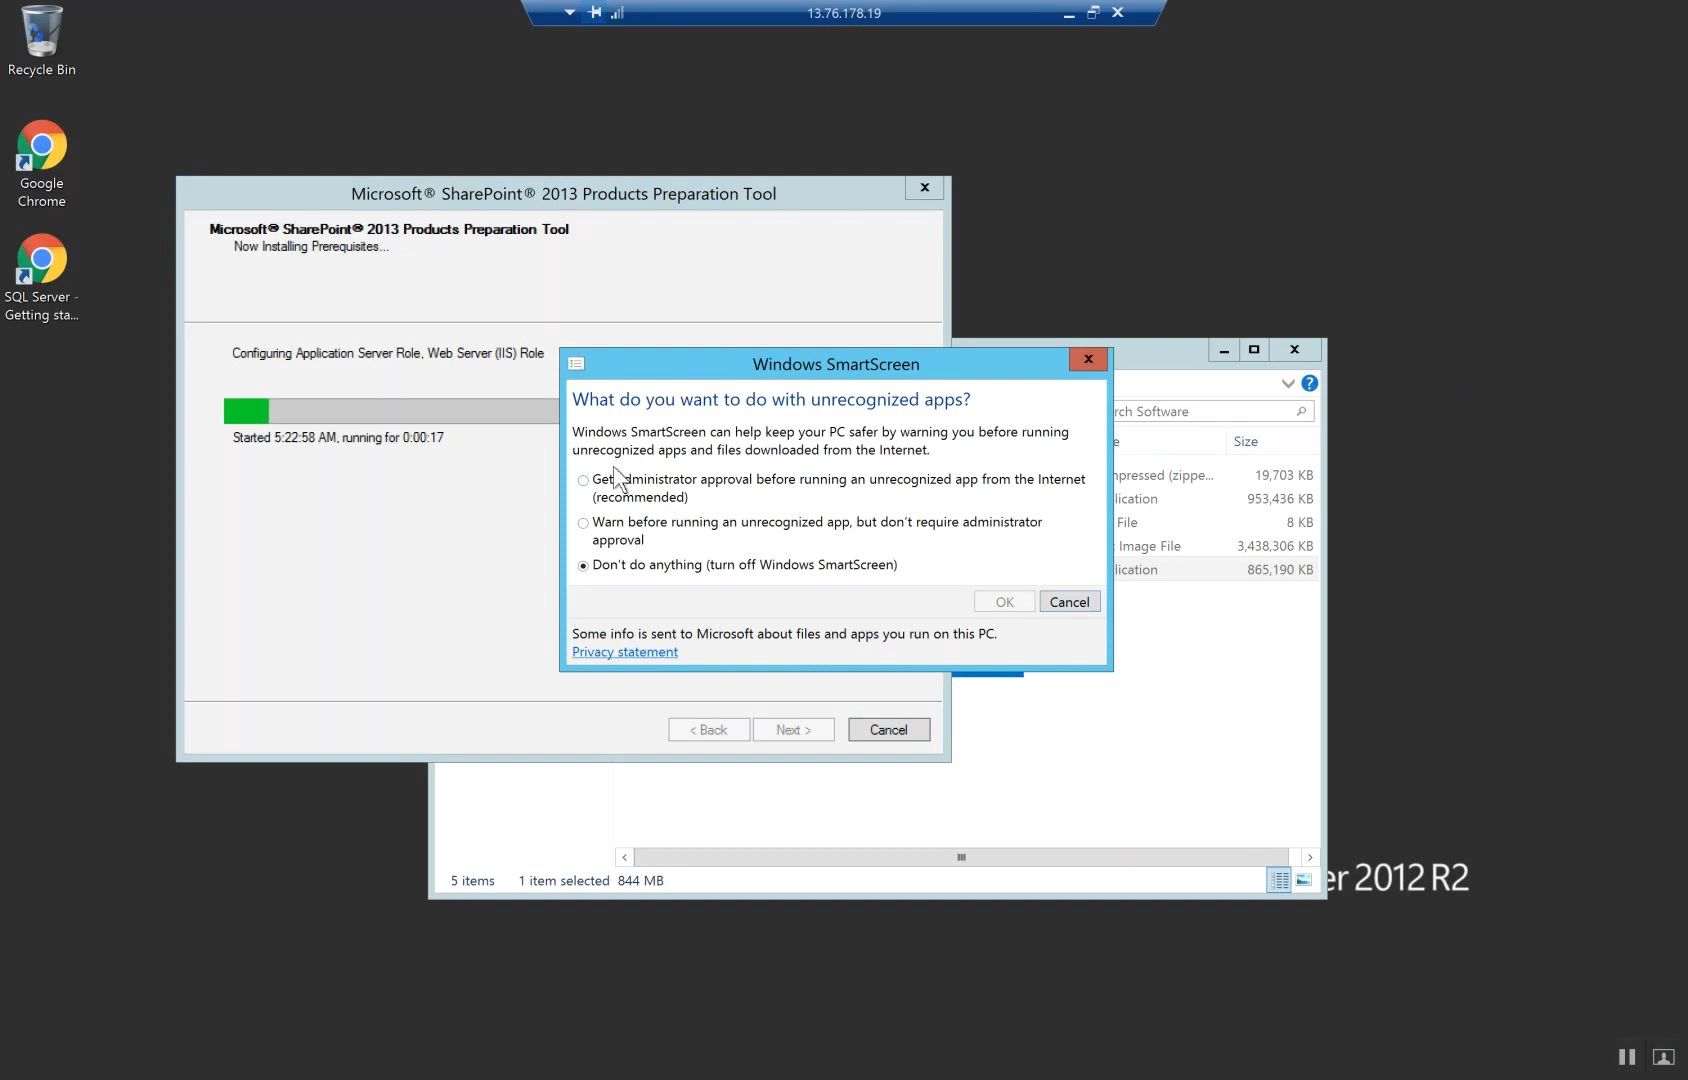 13.76.178.19
Recycle Bin
Google
Chrome
SQL Server -
Getting sta...
Microsoft® SharePoint® 2013 Products Preparation Tool
Microsoft® SharePoint® 2013 Products Preparation Tool
Now Installing Prerequisites...
Configuring Application Server Role, Web Server (IIS) Role
Started 5:22:58 AM, running for 0:00:17
< Back
Next >
Cancel
Windows SmartScreen
What do you want to do with unrecognized apps?
Windows SmartScreen can help keep your PC safer by warning you before running
unrecognized apps and files downloaded from the Internet.
Get administrator approval before running an unrecognized app from the Internet
(recommended)
Warn before running an unrecognized app, but don't require administrator
approval
Don't do anything (turn off Windows SmartScreen)
OK
Cancel
Some info is sent to Microsoft about files and apps you run on this PC.
Privacy statement
rch Software
e
Size
npressed (zippe...
19,703 KB
lication
953,436 KB
File
8 KB
Image File
3,438,306 KB
lication
865,190 KB
5 items
1 item selected 844 MB
er 2012 R2